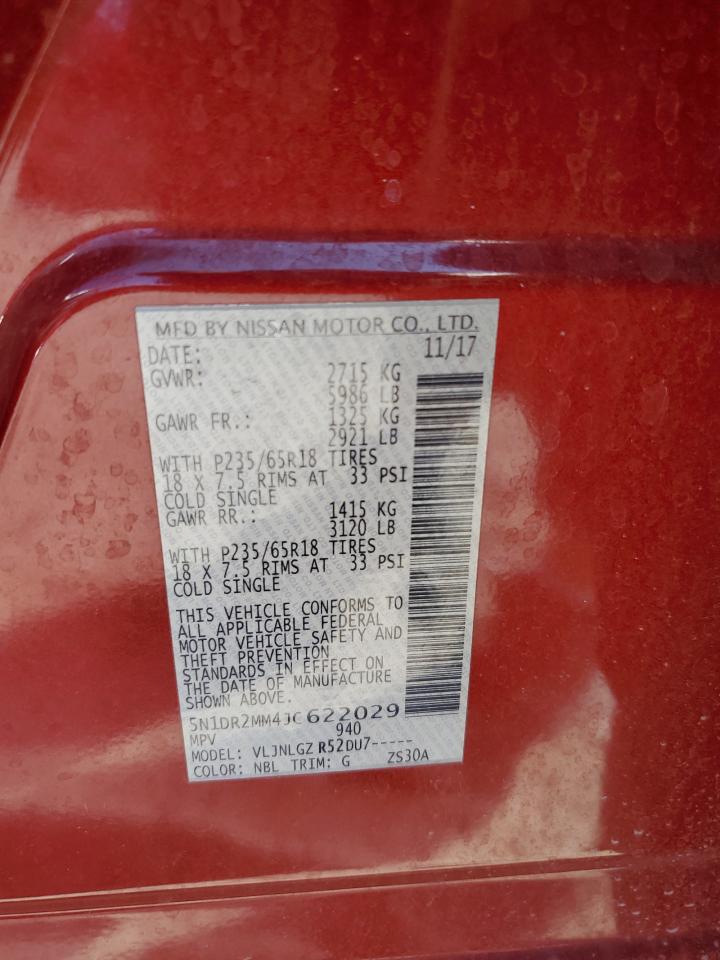 MFD BY NISSAN MOTOR CO., LTD.
DATE: 11/17
GVWR: 2715 KG
5986 LB
GAWR FR.: 1325 KG
2921 LB
WITH P235/65R18 TIRES
18 X 7.5 RIMS AT 33 PSI
COLD SINGLE
GAWR RR.: 1415 KG
3120 LB
WITH P235/65R18 TIRES
18 X 7.5 RIMS AT 33 PSI
COLD SINGLE
THIS VEHICLE CONFORMS TO
ALL APPLICABLE FEDERAL
MOTOR VEHICLE SAFETY AND
THEFT PREVENTION
STANDARDS IN EFFECT ON
THE DATE OF MANUFACTURE
SHOWN ABOVE.
5N1DR2MM4JC622029
MPV 940
MODEL: VLJNLGZ R52DU7-----
COLOR: NBL TRIM: G ZS30A